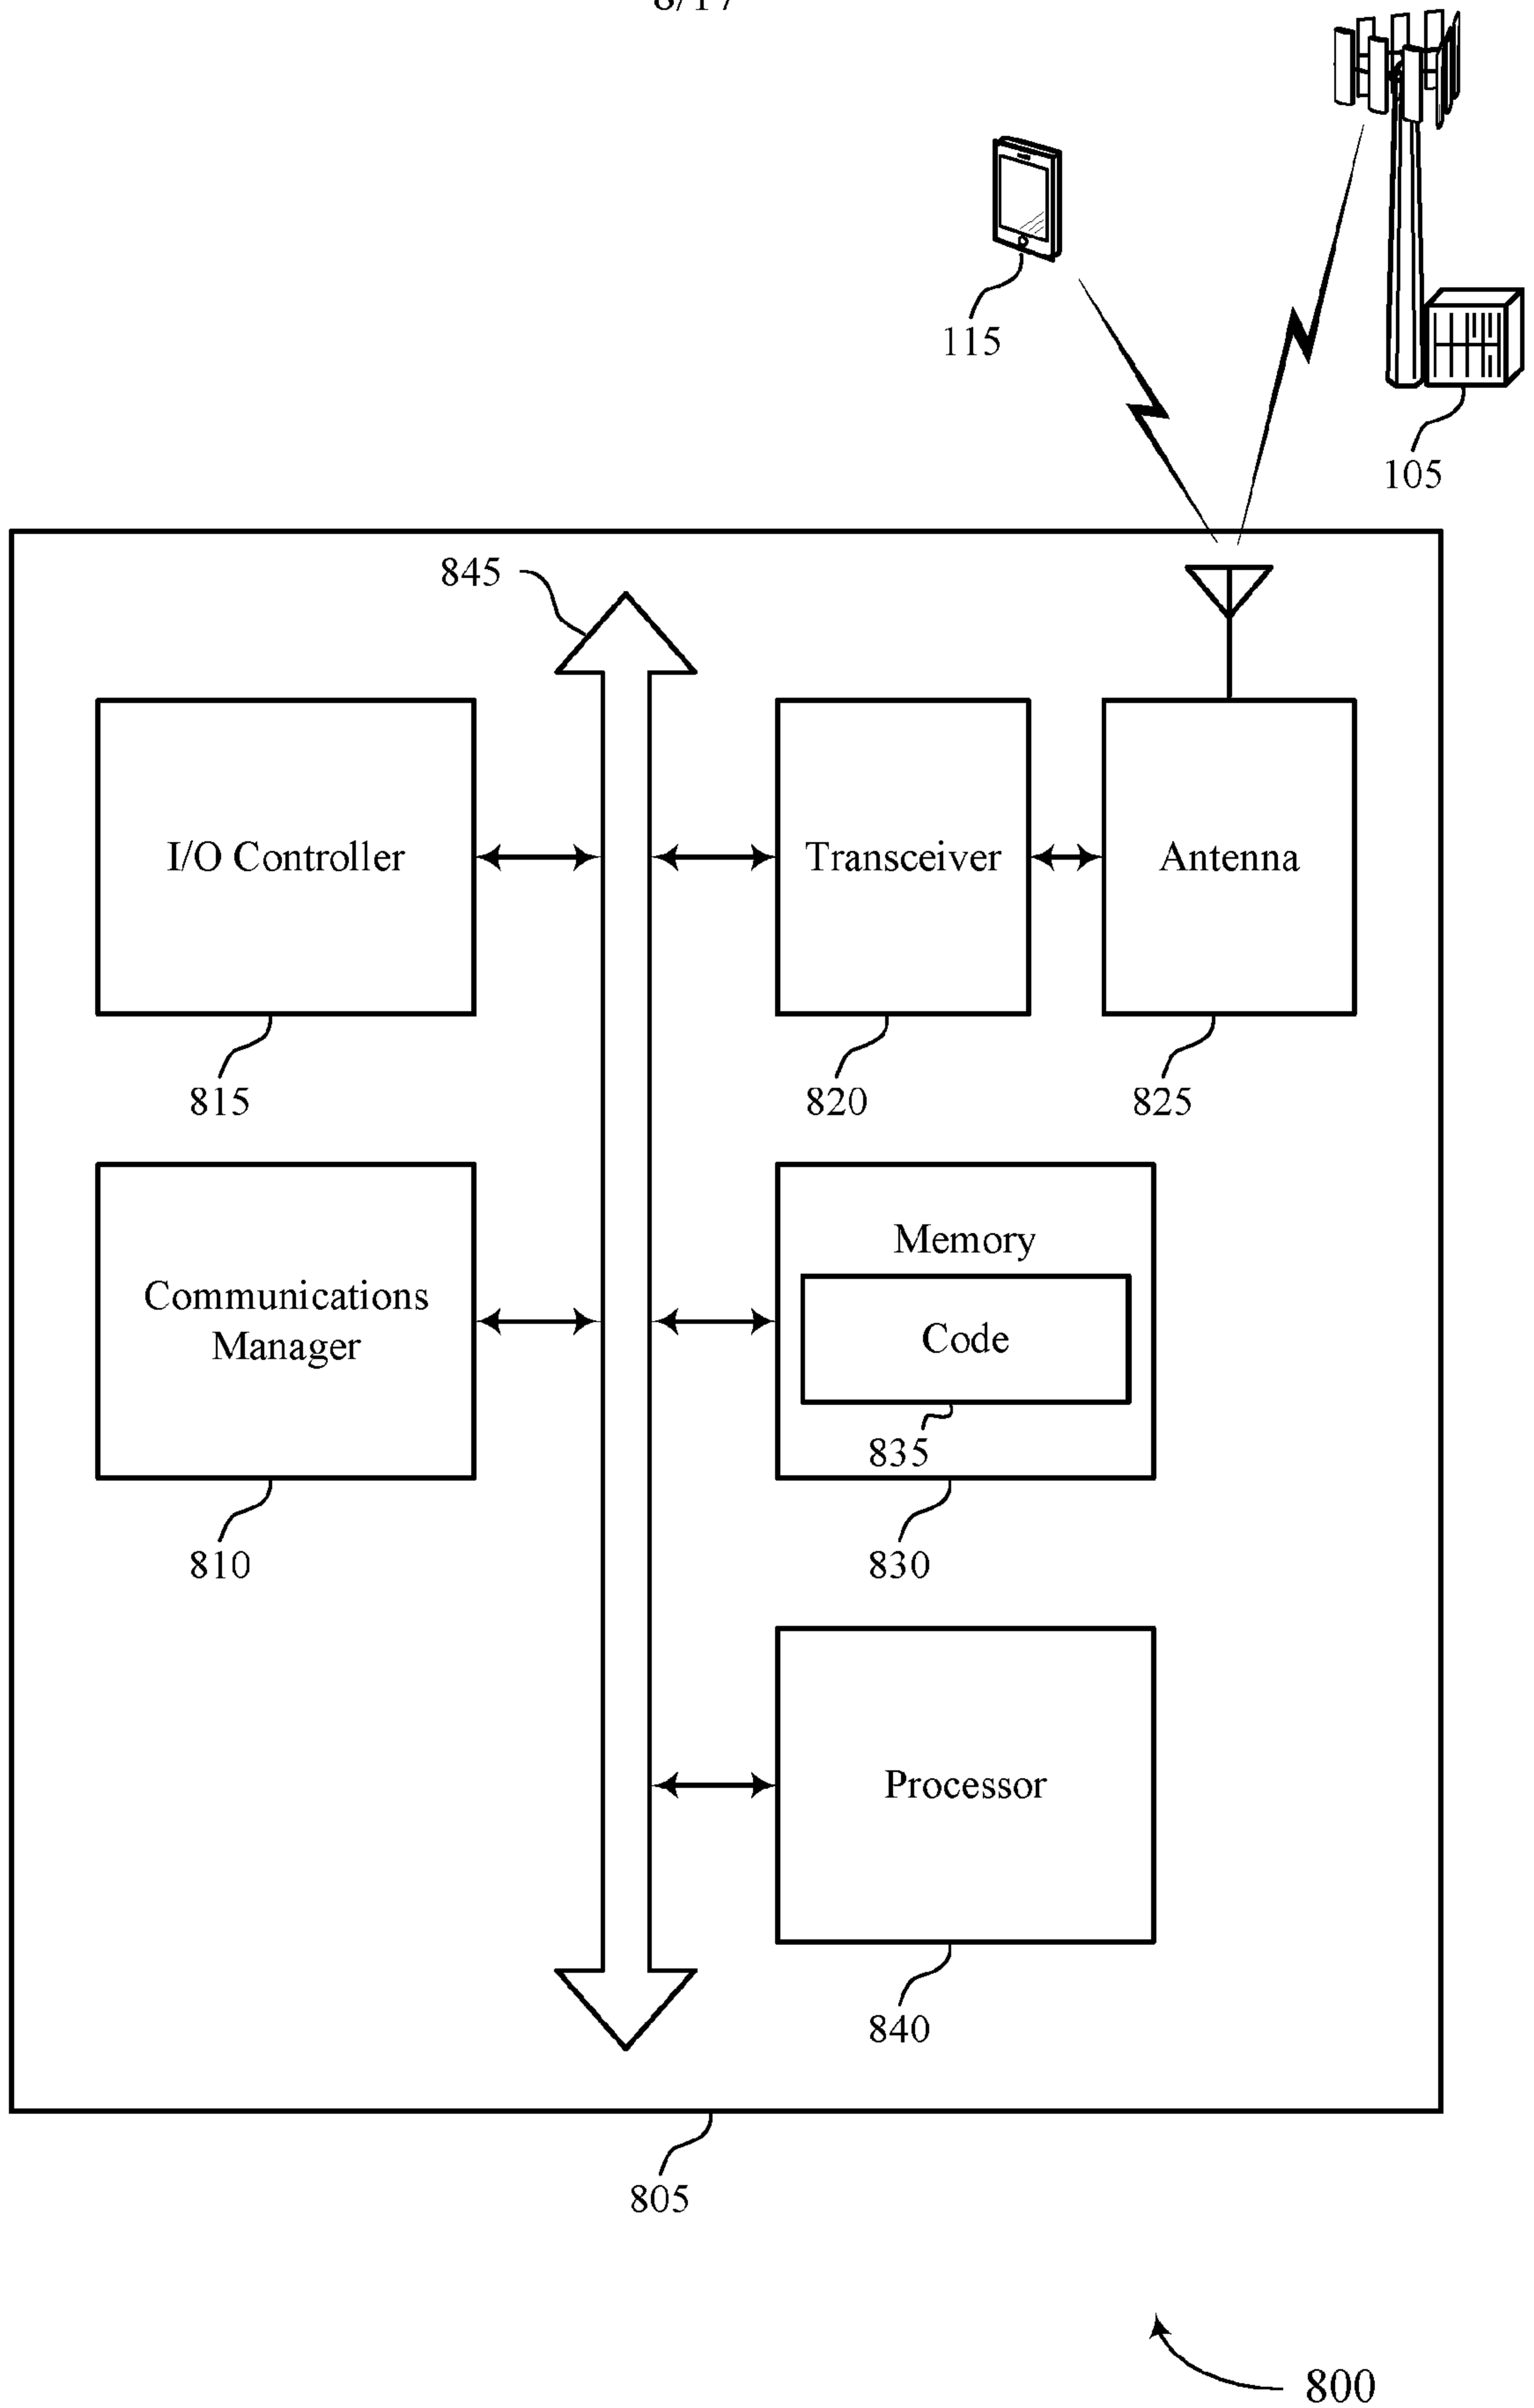 115
105
845
I/O Controller
Transceiver
Antenna
815
820
825
Communications
Manager
Memory
Code
835
810
830
Processor
840
805
800